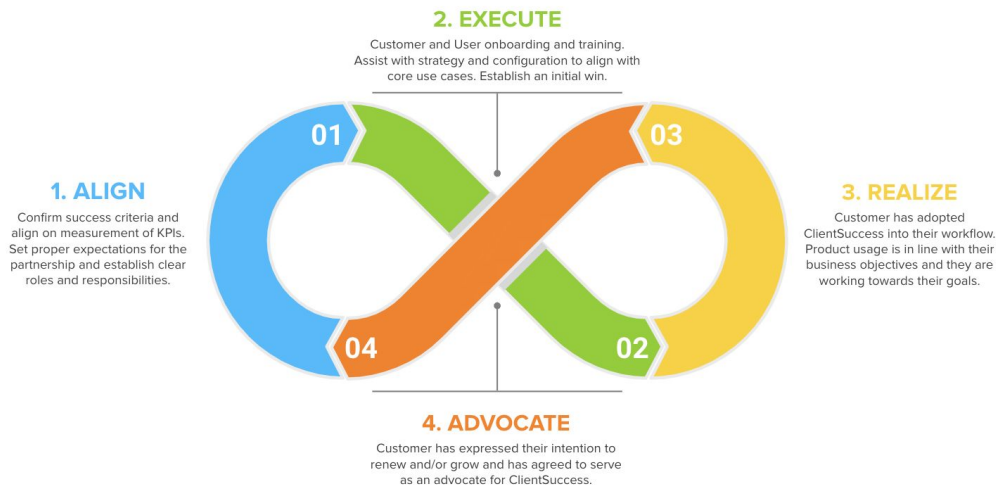 2. EXECUTE
Customer and User onboarding and training.
Assist with strategy and configuration to align with
core use cases. Establish an initial win.
01
03
1. ALIGN
Confirm success criteria and
align on measurement of KPIs.
Set proper expectations for the
partnership and establish clear
roles and responsibilities.
3. REALIZE
Customer has adopted
ClientSuccess into their workflow.
Product usage is in line with their
business objectives and they are
working towards their goals.
04
02
4. ADVOCATE
Customer has expressed their intention to
renew and/or grow and has agreed to serve
as an advocate for ClientSuccess.